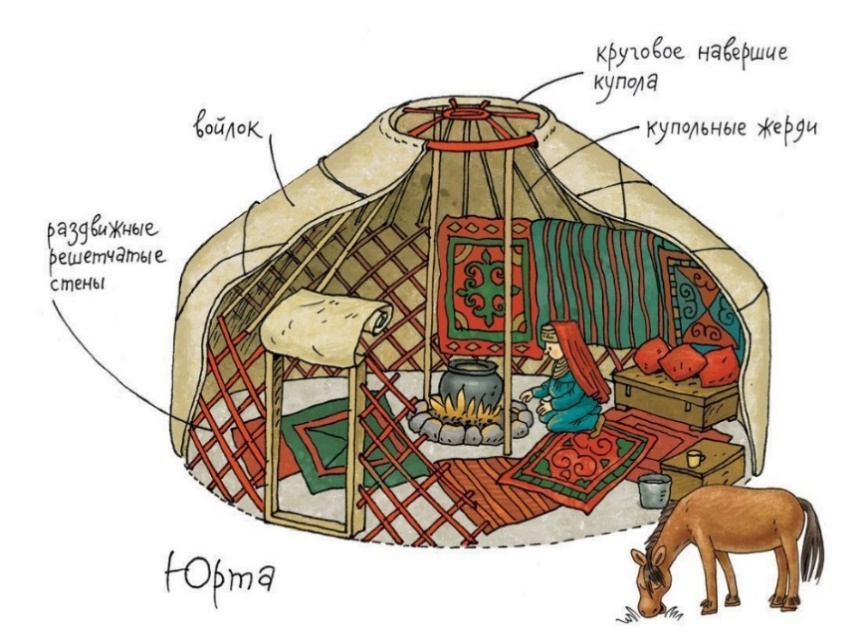 круговое навершие
купола
войлок
купольные жерди
раздвижные
решетчатые
стены
Юрта